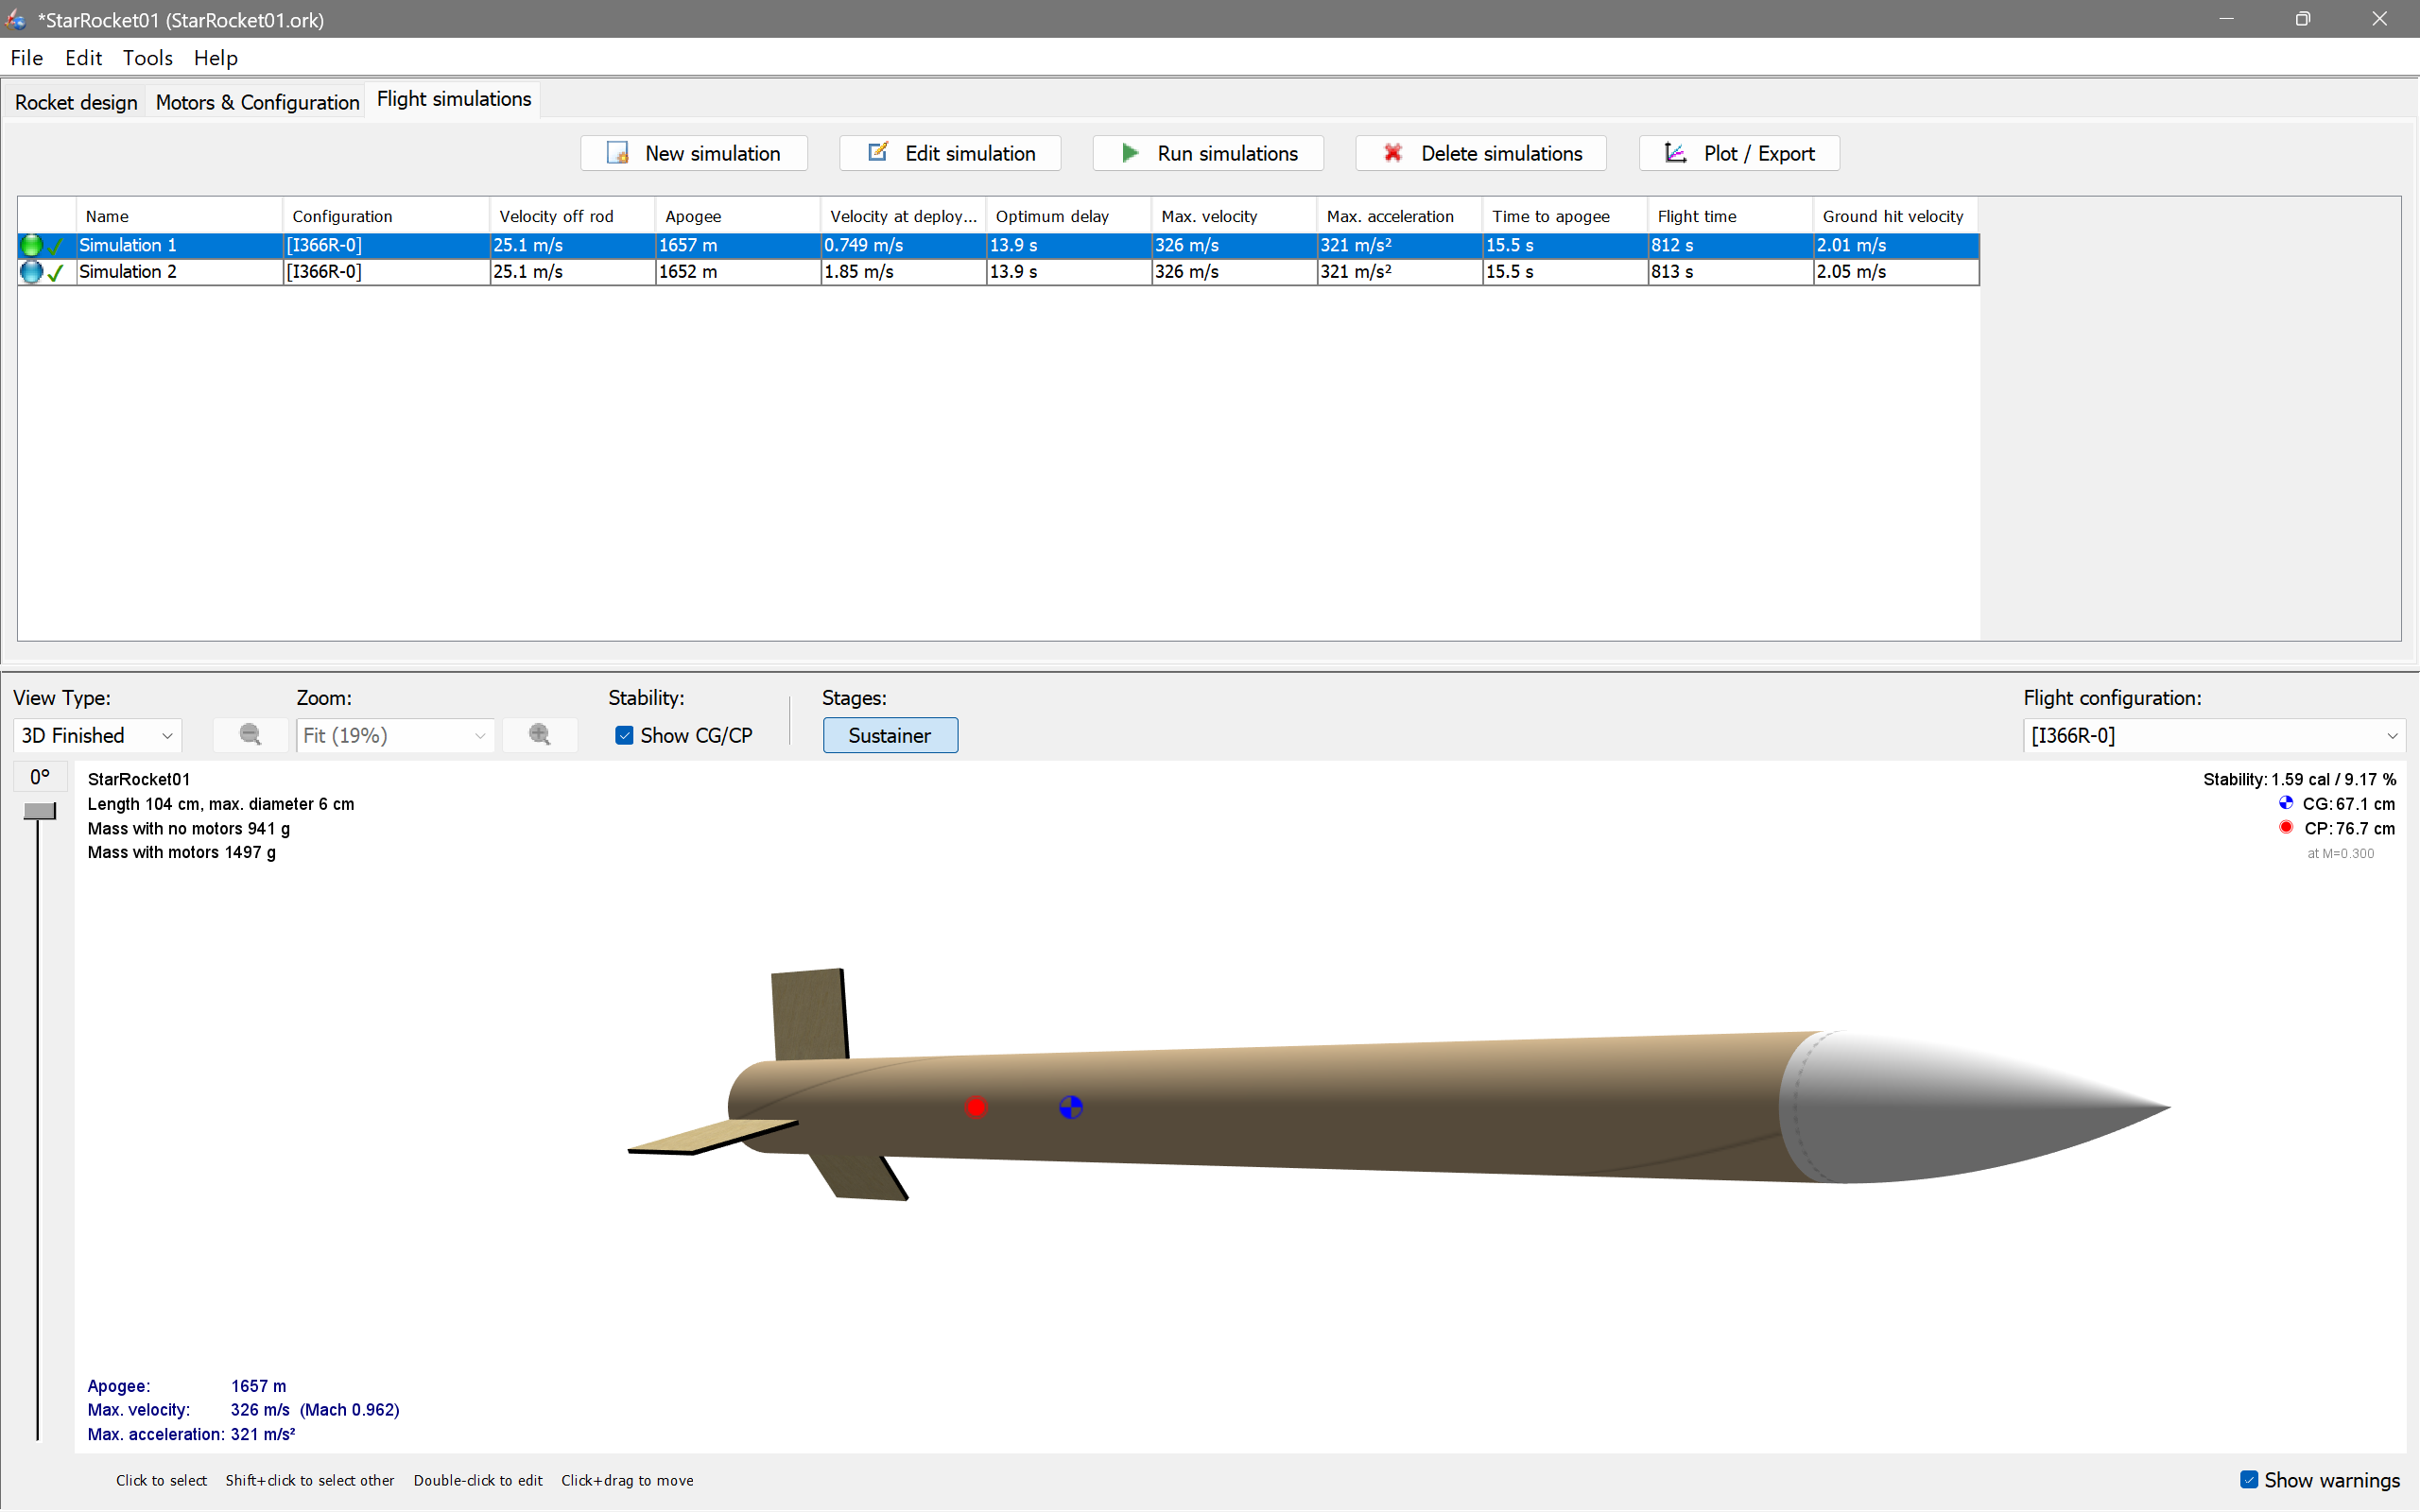 *StarRocket01 (StarRocket01.ork)
File Edit Tools Help
Rocket design Motors & Configuration Flight simulations
New simulation Edit simulation Run simulations Delete simulations Plot / Export
Name Configuration Velocity off rod Apogee Velocity at deploy... Optimum delay Max. velocity Max. acceleration Time to apogee Flight time Ground hit velocity
Simulation 1 [I366R-0] 25.1 m/s 1657 m 0.749 m/s 13.9 s 326 m/s 321 m/s² 15.5 s 812 s 2.01 m/s
Simulation 2 [I366R-0] 25.1 m/s 1652 m 1.85 m/s 13.9 s 326 m/s 321 m/s² 15.5 s 813 s 2.05 m/s
View Type: Zoom: Stability: Stages: Flight configuration:
3D Finished Fit (19%) Show CG/CP Sustainer [I366R-0]
0°
StarRocket01
Length 104 cm, max. diameter 6 cm
Mass with no motors 941 g
Mass with motors 1497 g
Stability: 1.59 cal / 9.17 %
CG: 67.1 cm
CP: 76.7 cm
at M=0.300
Apogee: 1657 m
Max. velocity: 326 m/s (Mach 0.962)
Max. acceleration: 321 m/s²
Click to select Shift+click to select other Double-click to edit Click+drag to move
Show warnings